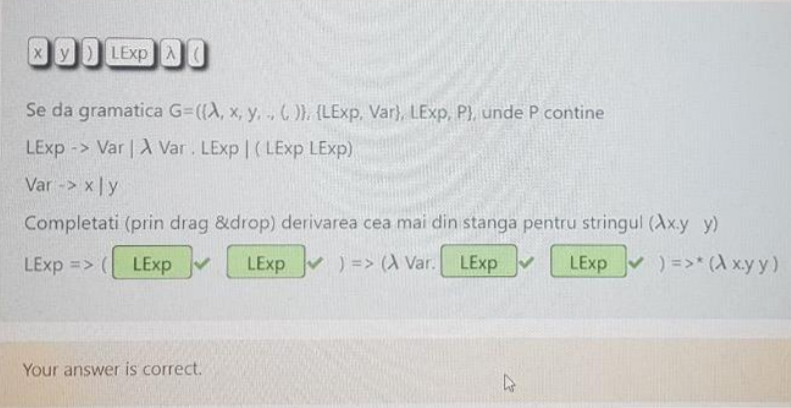 x y ) LExp λ (
Se da gramatica G=({λ, x, y, ., (, )}, {LExp, Var}, LExp, P}, unde P contine
LExp -> Var | λ Var . LExp | ( LExp LExp)
Var -> x | y
Completati (prin drag &drop) derivarea cea mai din stanga pentru stringul (λx.y y)
LExp => ( LExp ✓ LExp ✓ ) => (λ Var. LExp ✓ LExp ✓ ) =>* (λ x.y y )
Your answer is correct.